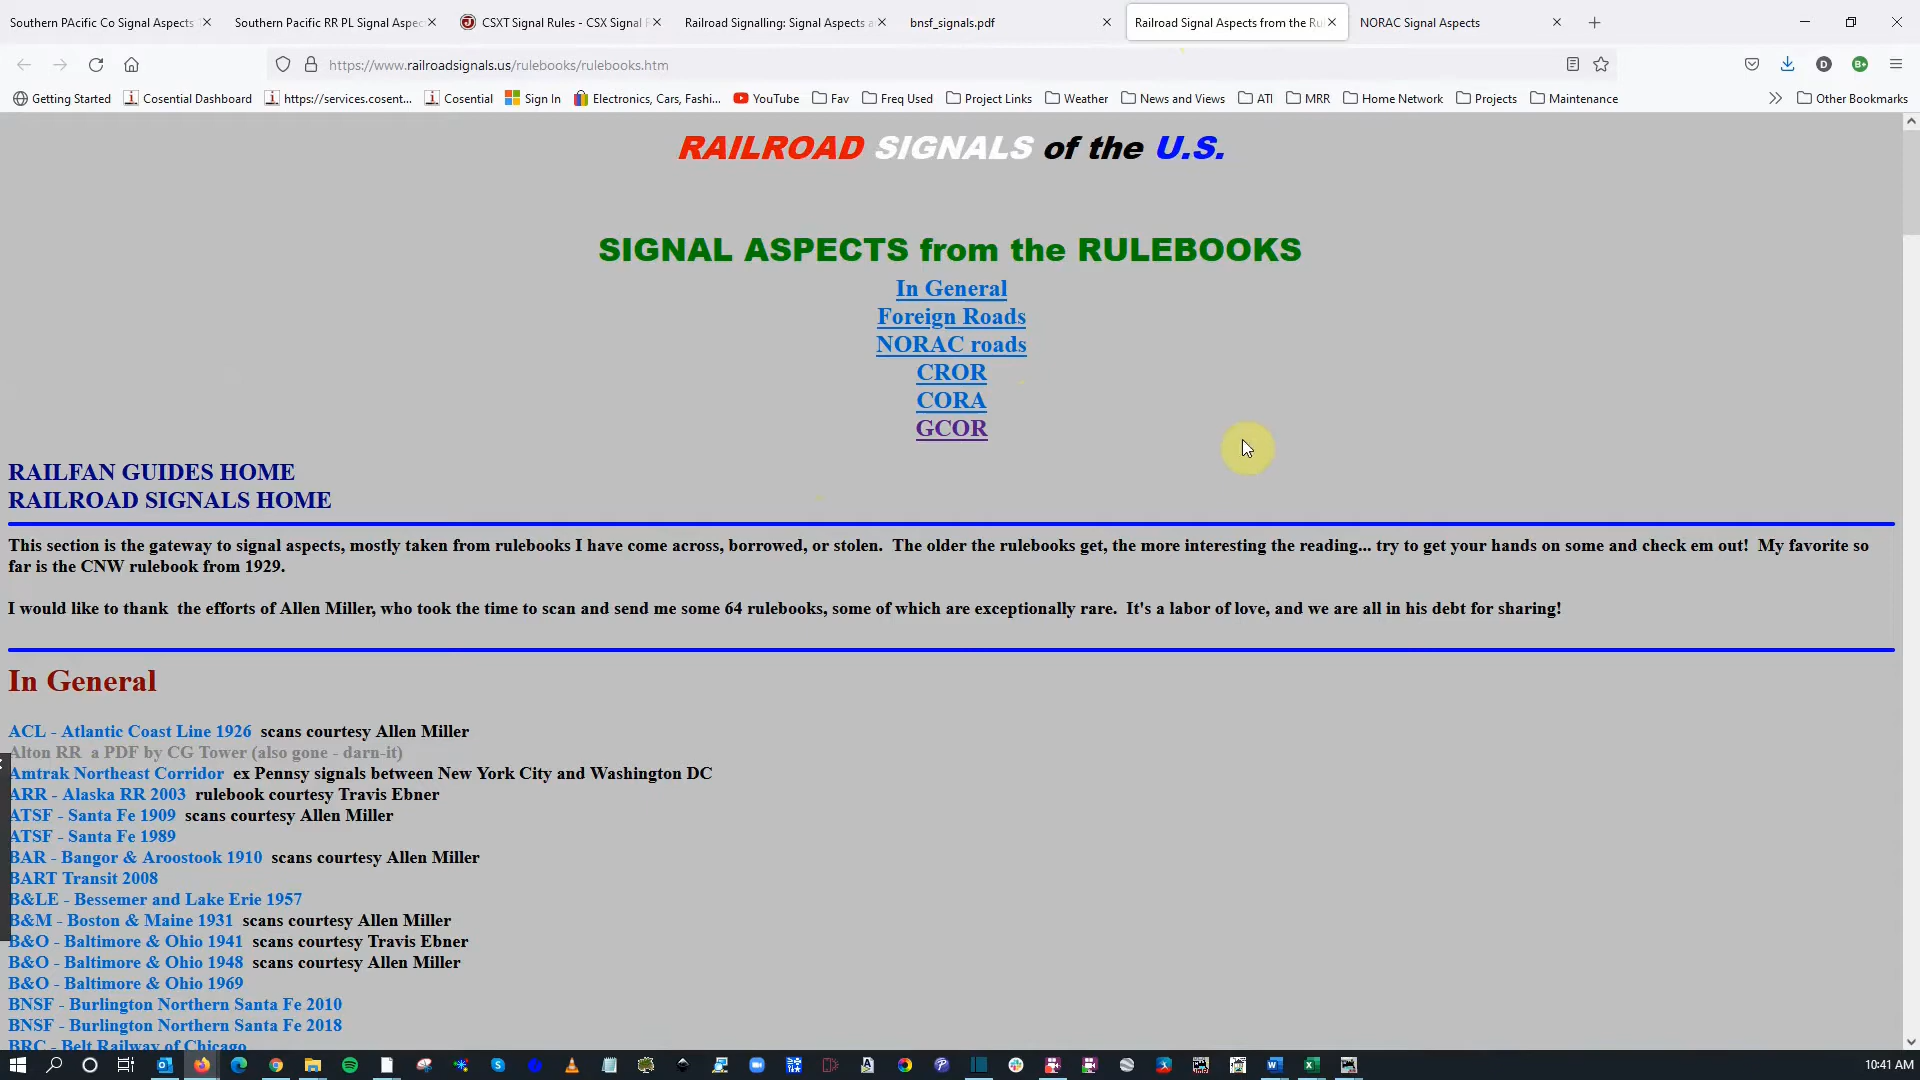 Southern PAcific Co Signal Aspects
Southern Pacific RR PL Signal Aspec
CSXT Signal Rules - CSX Signal
Railroad Signalling: Signal Aspects a
bnsf_signals.pdf
Railroad Signal Aspects from the Ru
NORAC Signal Aspects
https://www.railroadsignals.us/rulebooks/rulebooks.htm
Getting Started
Cosential Dashboard
https://services.cosent...
Cosential
Sign In
Electronics, Cars, Fashi...
YouTube
Fav
Freq Used
Project Links
Weather
News and Views
ATI
MRR
Home Network
Projects
Maintenance
Other Bookmarks
RAILROAD SIGNALS of the U.S.
SIGNAL ASPECTS from the RULEBOOKS
In General
Foreign Roads
NORAC roads
CROR
CORA
GCOR
RAILFAN GUIDES HOME
RAILROAD SIGNALS HOME
This section is the gateway to signal aspects, mostly taken from rulebooks I have come across, borrowed, or stolen. The older the rulebooks get, the more interesting the reading... try to get your hands on some and check em out! My favorite so
far is the CNW rulebook from 1929.
I would like to thank the efforts of Allen Miller, who took the time to scan and send me some 64 rulebooks, some of which are exceptionally rare. It's a labor of love, and we are all in his debt for sharing!
In General
ACL - Atlantic Coast Line 1926 scans courtesy Allen Miller
Alton RR a PDF by CG Tower (also gone - darn-it)
Amtrak Northeast Corridor ex Pennsy signals between New York City and Washington DC
ARR - Alaska RR 2003 rulebook courtesy Travis Ebner
ATSF - Santa Fe 1909 scans courtesy Allen Miller
ATSF - Santa Fe 1989
BAR - Bangor & Aroostook 1910 scans courtesy Allen Miller
BART Transit 2008
B&LE - Bessemer and Lake Erie 1957
B&M - Boston & Maine 1931 scans courtesy Allen Miller
B&O - Baltimore & Ohio 1941 scans courtesy Travis Ebner
B&O - Baltimore & Ohio 1948 scans courtesy Allen Miller
B&O - Baltimore & Ohio 1969
BNSF - Burlington Northern Santa Fe 2010
BNSF - Burlington Northern Santa Fe 2018
BRC - Belt Railway of Chicago
10:41 AM